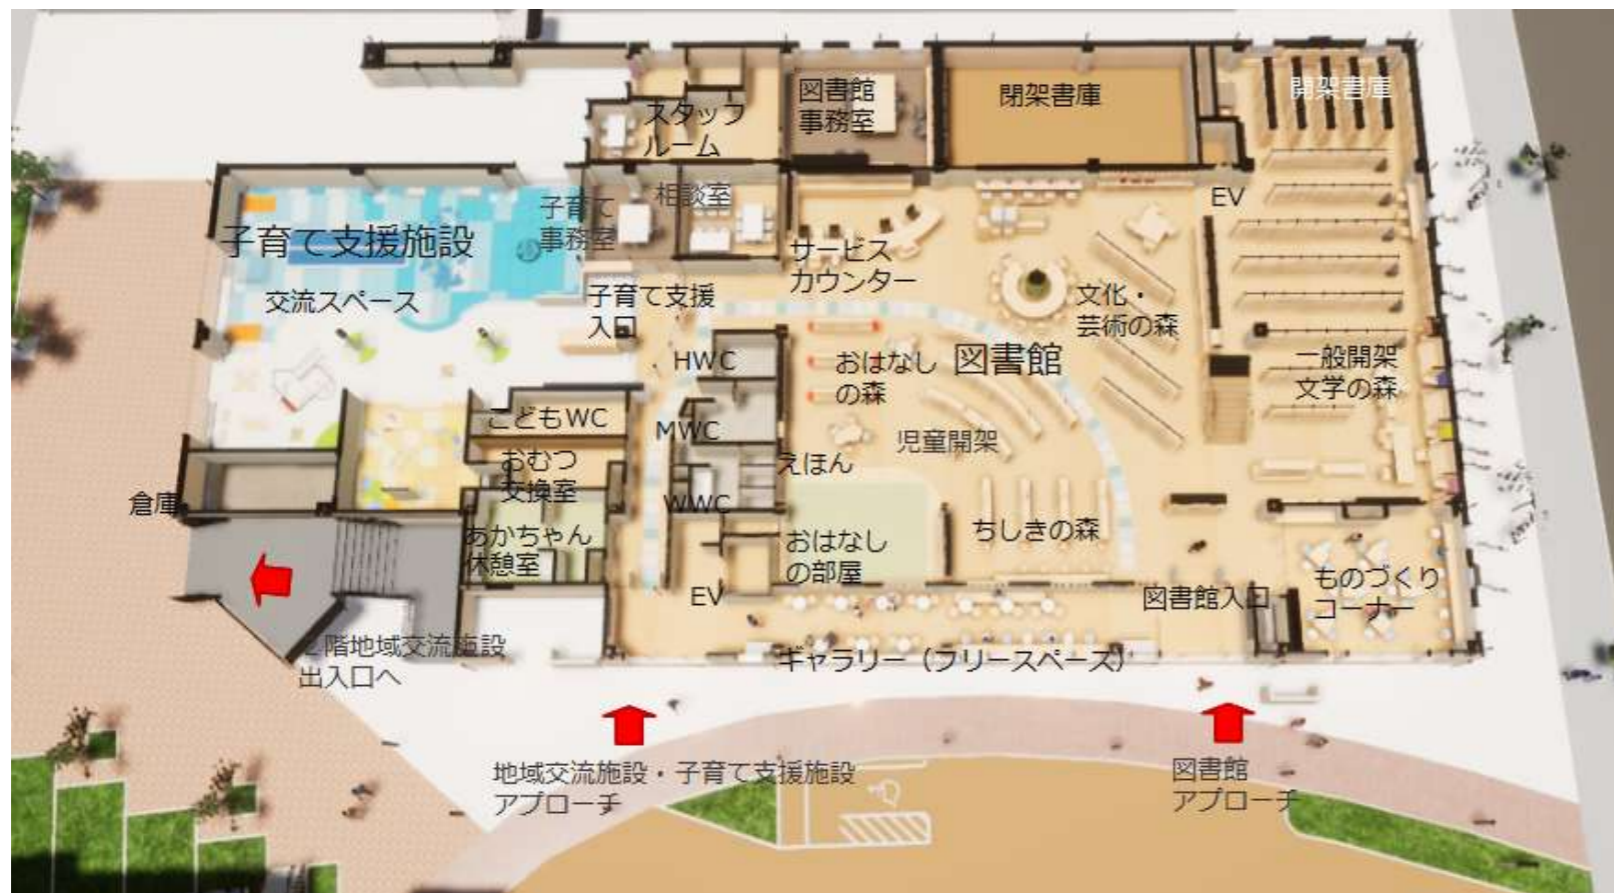 スタッフ
ルーム
図書館
事務室
閉架書庫
開架書庫
子育て
事務室
相談室
EV
子育て支援施設
サービス
カウンター
交流スペース
子育て支援
入口
文化・
芸術の森
HWC
おはなし
の森
図書館
一般開架
文学の森
こどもWC
MWC
児童開架
おむつ
交換室
えほん
倉庫
WWC
あかちゃん
休憩室
おはなし
の部屋
ちしきの森
EV
図書館入口
ものづくり
コーナー
2階地域交流施設
出入口へ
ギャラリー（フリースペース）
地域交流施設・子育て支援施設
アプローチ
図書館
アプローチ